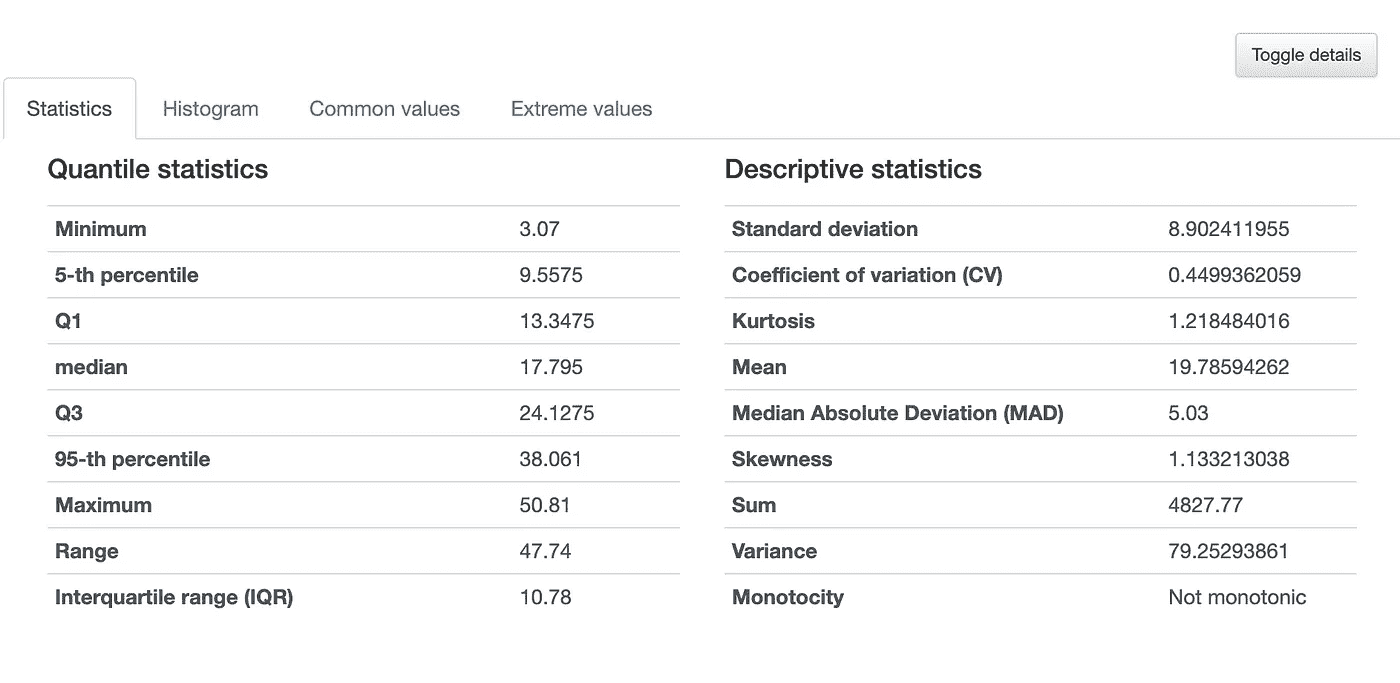 Toggle details
Statistics Histogram Common values Extreme values
Quantile statistics
Minimum 3.07
5-th percentile 9.5575
Q1 13.3475
median 17.795
Q3 24.1275
95-th percentile 38.061
Maximum 50.81
Range 47.74
Interquartile range (IQR) 10.78
Descriptive statistics
Standard deviation 8.902411955
Coefficient of variation (CV) 0.4499362059
Kurtosis 1.218484016
Mean 19.78594262
Median Absolute Deviation (MAD) 5.03
Skewness 1.133213038
Sum 4827.77
Variance 79.25293861
Monotocity Not monotonic